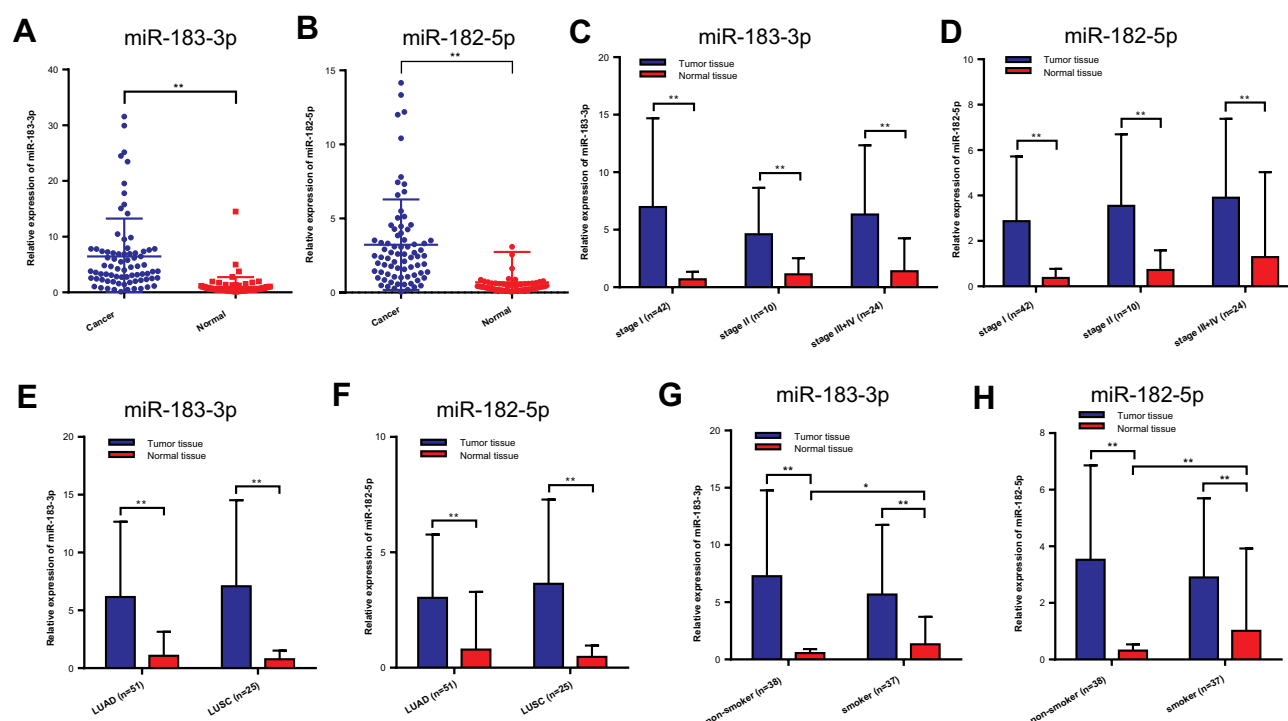 A
miR-183-3p
Relative expression of miR-183-3p
40
30
20
10
0
**
Cancer
Normal
B
miR-182-5p
Relative expression of miR-182-5p
15
10
5
0
**
Cancer
Normal
C
miR-183-3p
Tumor tissue
Normal tissue
Relative expression of miR-183-3p
20
15
10
5
0
**
**
**
stage I (n=42)
stage II (n=10)
stage III+IV (n=24)
D
miR-182-5p
Tumor tissue
Normal tissue
Relative expression of miR-182-5p
10
8
6
4
2
0
**
**
**
stage I (n=42)
stage II (n=10)
stage III+IV (n=24)
E
miR-183-3p
Tumor tissue
Normal tissue
Relative expression of miR-183-3p
20
15
10
5
0
**
**
LUAD (n=51)
LUSC (n=25)
F
miR-182-5p
Tumor tissue
Normal tissue
Relative expression of miR-182-5p
10
5
0
**
**
LUAD (n=51)
LUSC (n=25)
G
miR-183-3p
Tumor tissue
Normal tissue
Relative expression of miR-183-3p
20
15
10
5
0
**
*
**
non-smoker (n=38)
smoker (n=37)
H
miR-182-5p
Tumor tissue
Normal tissue
Relative expression of miR-182-5p
8
6
4
2
0
**
**
**
non-smoker (n=38)
smoker (n=37)